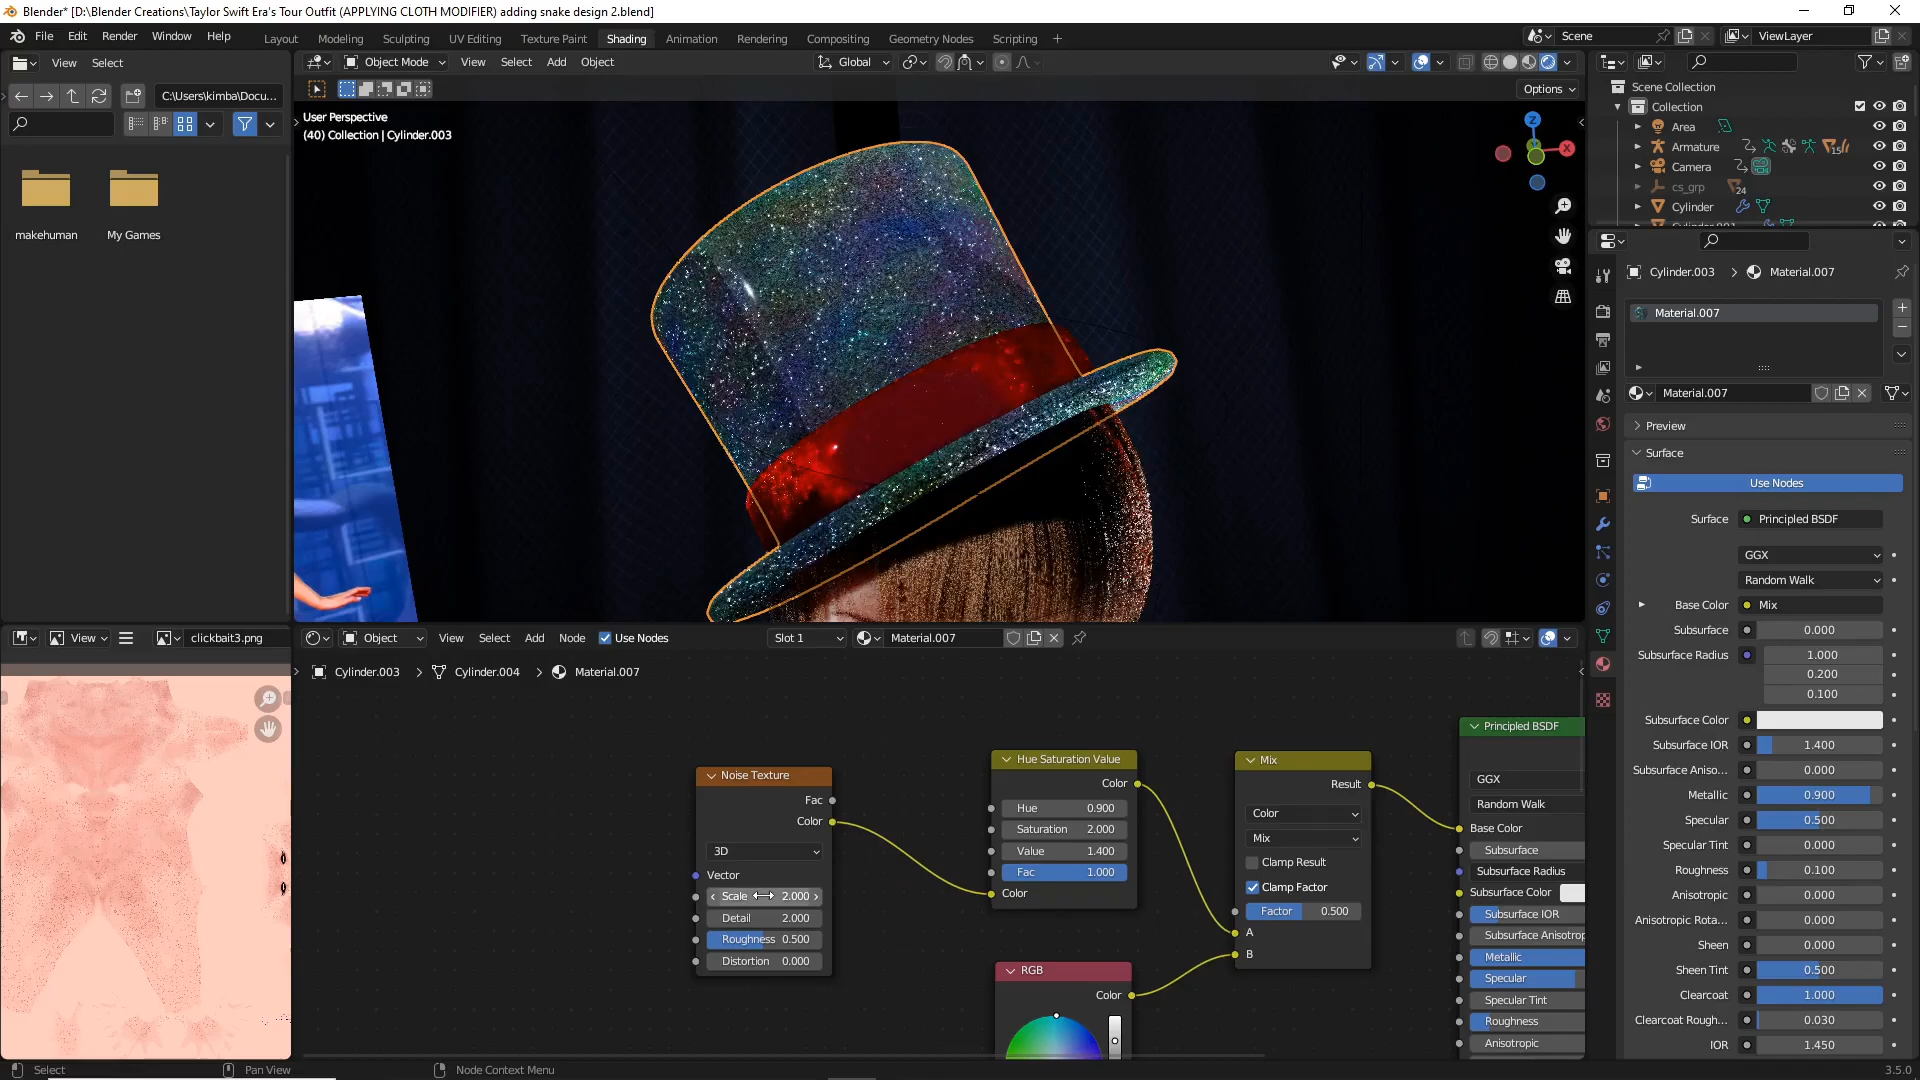 Blender* [D:\Blender Creations\Taylor Swift Era's Tour Outfit (APPLYING CLOTH MODIFIER) adding snake design 2.blend]
File Edit Render Window Help
Layout Modeling Sculpting UV Editing Texture Paint Shading Animation Rendering Compositing Geometry Nodes Scripting +
Scene
ViewLayer
View Select
Object Mode View Select Add Object
Global
C:\Users\kimba\Docu...
Options
User Perspective
(40) Collection | Cylinder.003
Z
X
makehuman
My Games
Scene Collection
Collection
Area
Armature
15
Camera
cs_grp
24
Cylinder
Cylinder.003 > Material.007
Material.007
Material.007
Preview
Surface
Use Nodes
Surface Principled BSDF
GGX
Random Walk
Base Color Mix
Subsurface 0.000
Subsurface Radius 1.000
0.200
0.100
Subsurface Color
Subsurface IOR 1.400
Subsurface Aniso... 0.000
Metallic 0.900
Specular 0.500
Specular Tint 0.000
Roughness 0.100
Anisotropic 0.000
Anisotropic Rota... 0.000
Sheen 0.000
Sheen Tint 0.500
Clearcoat 1.000
Clearcoat Rough... 0.030
IOR 1.450
View
clickbait3.png
Object View Select Add Node Use Nodes
Slot 1
Material.007
Cylinder.003 > Cylinder.004 > Material.007
Noise Texture
Fac
Color
3D
Vector
Scale 2.000
Detail 2.000
Roughness 0.500
Distortion 0.000
Hue Saturation Value
Color
Hue 0.900
Saturation 2.000
Value 1.400
Fac 1.000
Color
RGB
Color
Mix
Result
Color
Mix
Clamp Result
Clamp Factor
Factor 0.500
A
B
Principled BSDF
GGX
Random Walk
Base Color
Subsurface
Subsurface Radius
Subsurface Color
Subsurface IOR
Subsurface Anisotrop
Metallic
Specular
Specular Tint
Roughness
Anisotropic
Select
Pan View
Node Context Menu
3.5.0